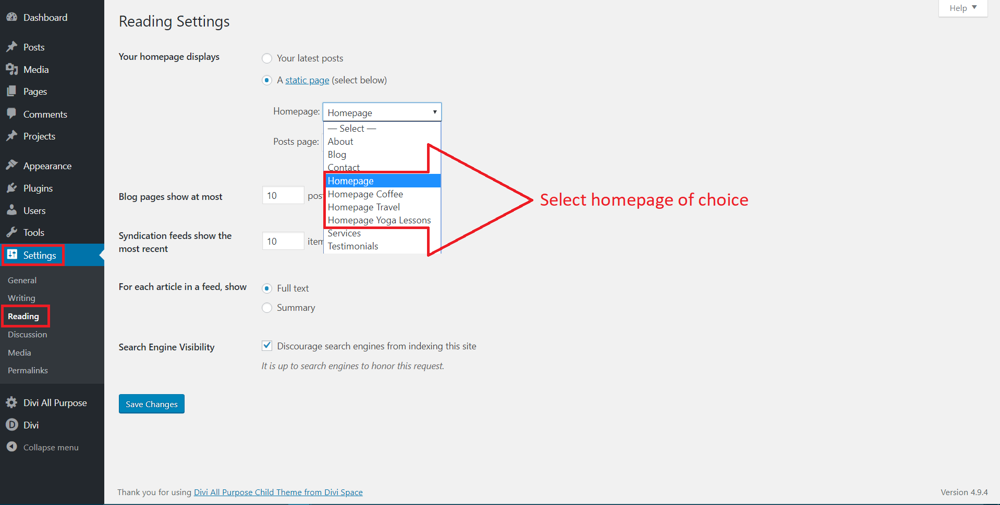 Dashboard
Posts
Media
Pages
Comments
Projects
Appearance
Plugins
Users
Tools
Settings
General
Writing
Reading
Discussion
Media
Permalinks
Divi All Purpose
D Divi
Collapse menu
Help
Reading Settings
Your homepage displays
Your latest posts
A static page (select below)
Homepage: Homepage
— Select —
About
Blog
Contact
Homepage
Homepage Coffee
Homepage Travel
Homepage Yoga Lessons
Services
Testimonials
Posts page:
Select homepage of choice
Blog pages show at most
10
Syndication feeds show the
most recent
10 item
For each article in a feed, show
Full text
Summary
Search Engine Visibility
Discourage search engines from indexing this site
It is up to search engines to honor this request.
Save Changes
Thank you for using Divi All Purpose Child Theme from Divi Space
Version 4.9.4